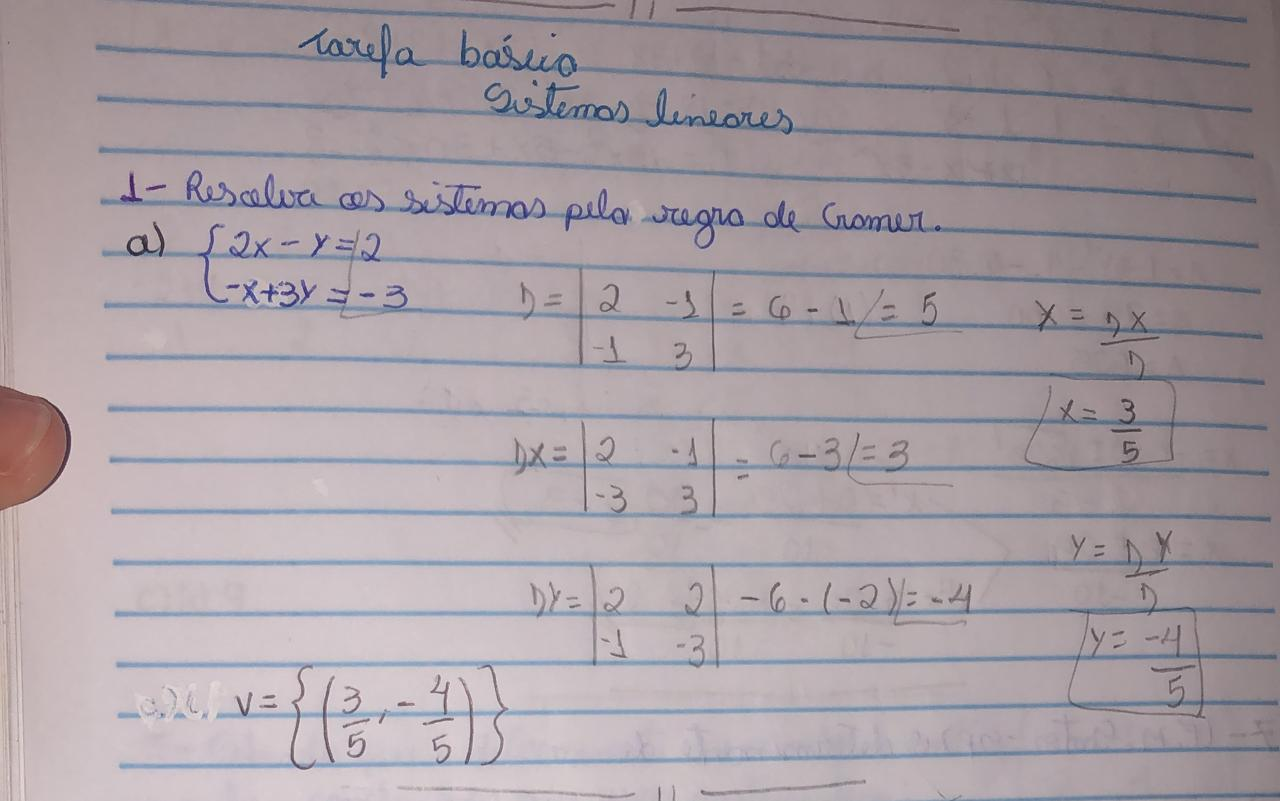 tarefa básica
Sistemas lineares
1- Resolva os sistemas pela regra de Cramer.
a) { 2x - y = 2
-x + 3y = -3
D = | 2 -1 | = 6 - 1 = 5
| -1 3 |
x = Dx / D
Dx = | 2 -1 | = 6 - 3 = 3
| -3 3 |
x = 3/5
Dy = | 2 2 | -6 - (-2) = -4
| -1 -3 |
y = Dy / D
y = -4/5
V = {(3/5, -4/5)}